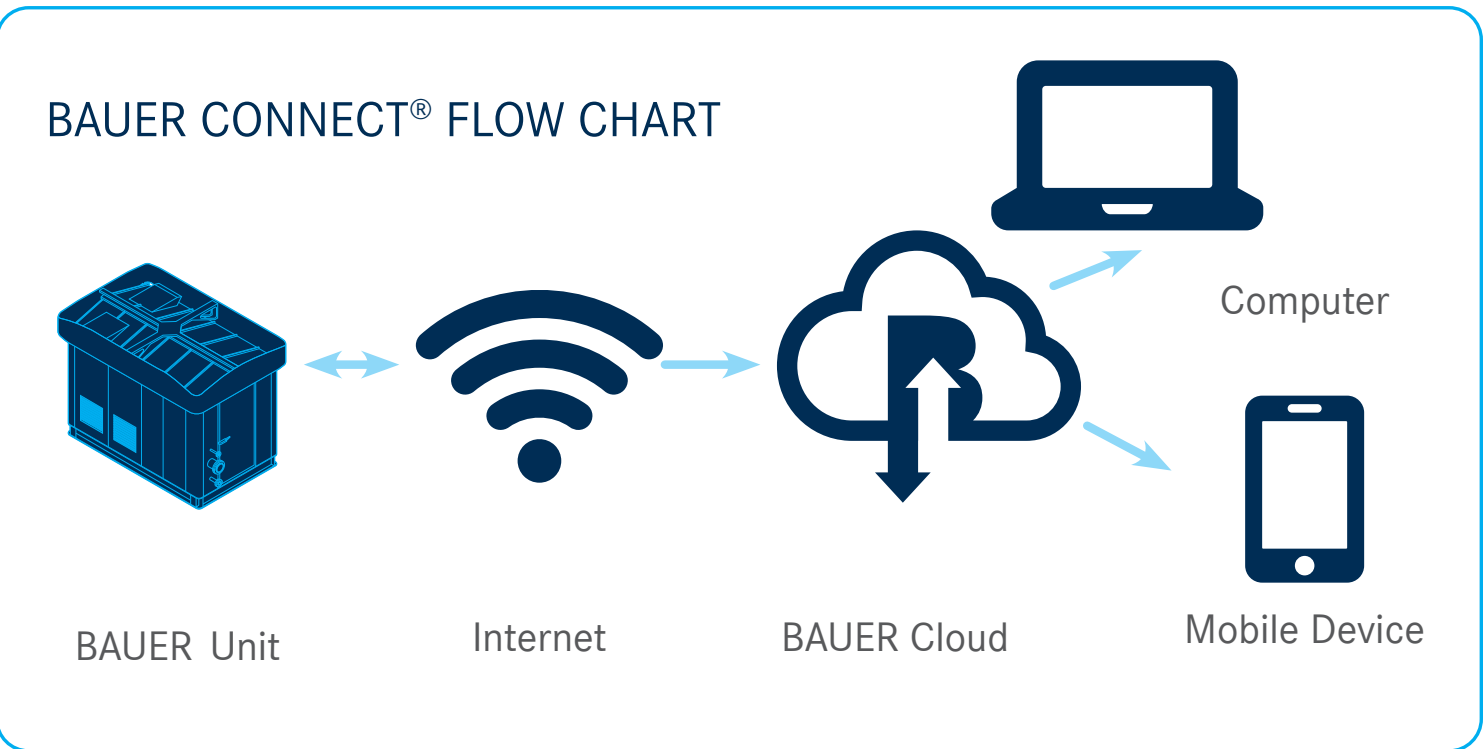 BAUER CONNECT® FLOW CHART
Computer
BAUER Unit
Internet
BAUER Cloud
Mobile Device
B